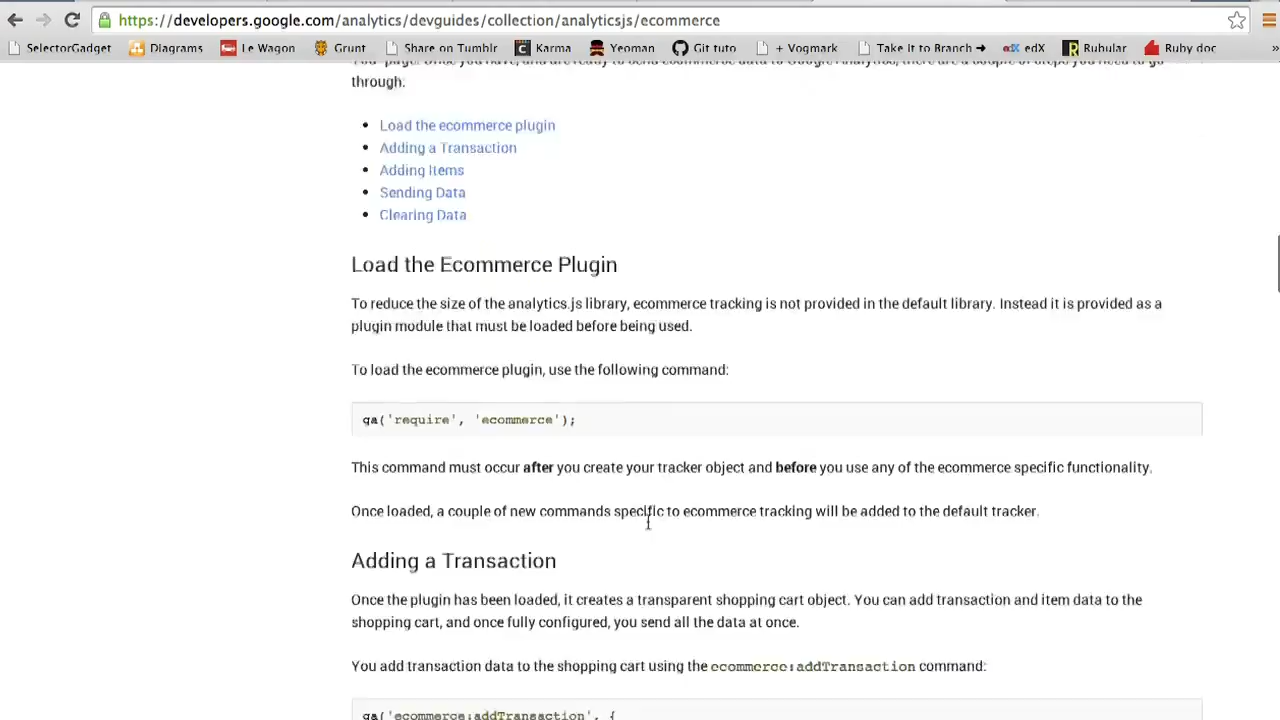 https://developers.google.com/analytics/devguides/collection/analyticsjs/ecommerce
SelectorGadget Diagrams Le Wagon Grunt Share on Tumblr Karma Yeoman Git tuto + Vogmark Take It to Branch → edX Rubular Ruby doc »
through.
• Load the ecommerce plugin
• Adding a Transaction
• Adding Items
• Sending Data
• Clearing Data
Load the Ecommerce Plugin
To reduce the size of the analytics.js library, ecommerce tracking is not provided in the default library. Instead it is provided as a
plugin module that must be loaded before being used.
To load the ecommerce plugin, use the following command:
ga('require', 'ecommerce');
This command must occur after you create your tracker object and before you use any of the ecommerce specific functionality.
Once loaded, a couple of new commands specific to ecommerce tracking will be added to the default tracker.
Adding a Transaction
Once the plugin has been loaded, it creates a transparent shopping cart object. You can add transaction and item data to the
shopping cart, and once fully configured, you send all the data at once.
You add transaction data to the shopping cart using the ecommerce:addTransaction command:
ga('ecommerce:addTransaction', {